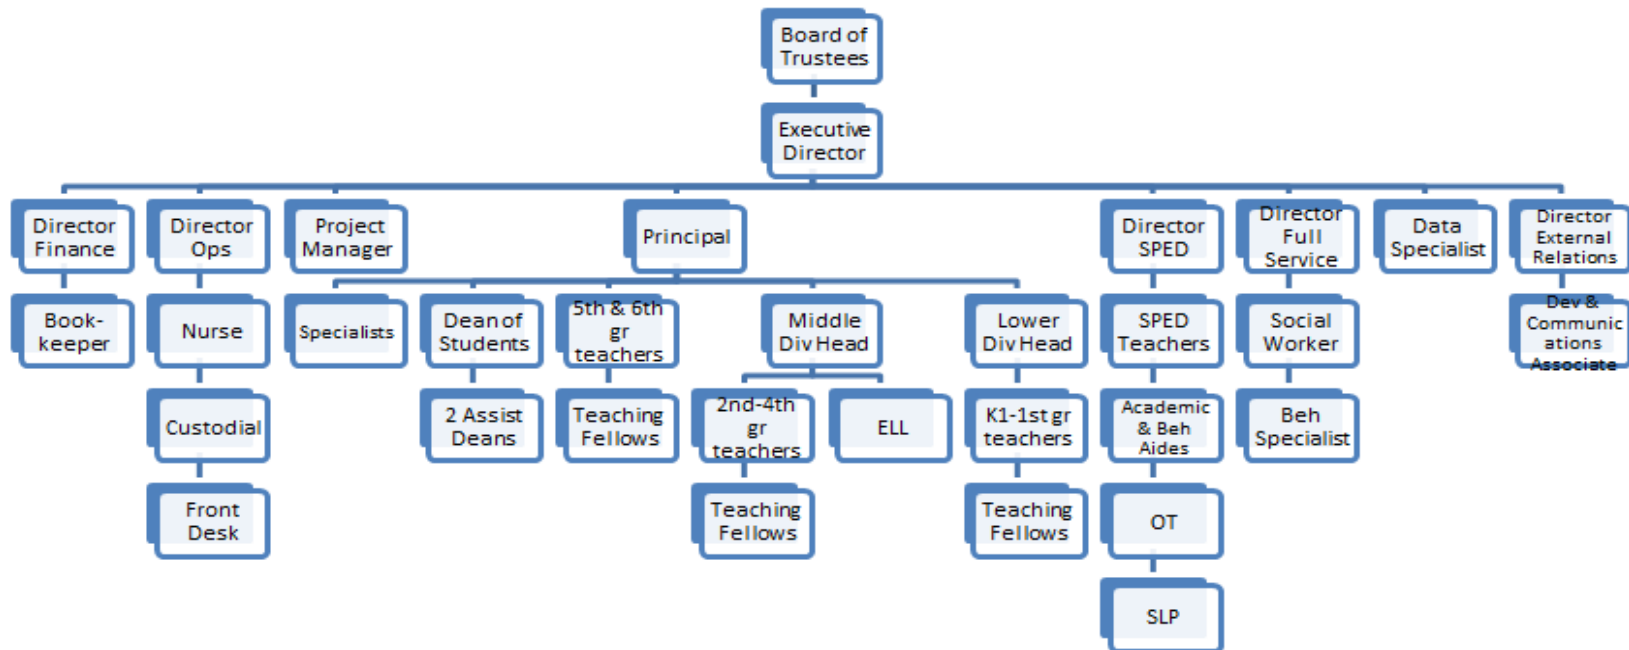 Board of
Trustees
Executive
Director
Director
Finance
Director
Ops
Project
Manager
Principal
Director
SPED
Director
Full
Service
Data
Specialist
Director
External
Relations
Book-
keeper
Nurse
Specialists
Dean of
Students
5th & 6th
gr
teachers
Middle
Div Head
Lower
Div Head
SPED
Teachers
Social
Worker
Dev &
Communic
ations
Associate
Custodial
2 Assist
Deans
Teaching
Fellows
2nd-4th
gr
teachers
ELL
K1-1st gr
teachers
Academic
& Beh
Aides
Beh
Specialist
Front
Desk
Teaching
Fellows
Teaching
Fellows
OT
SLP